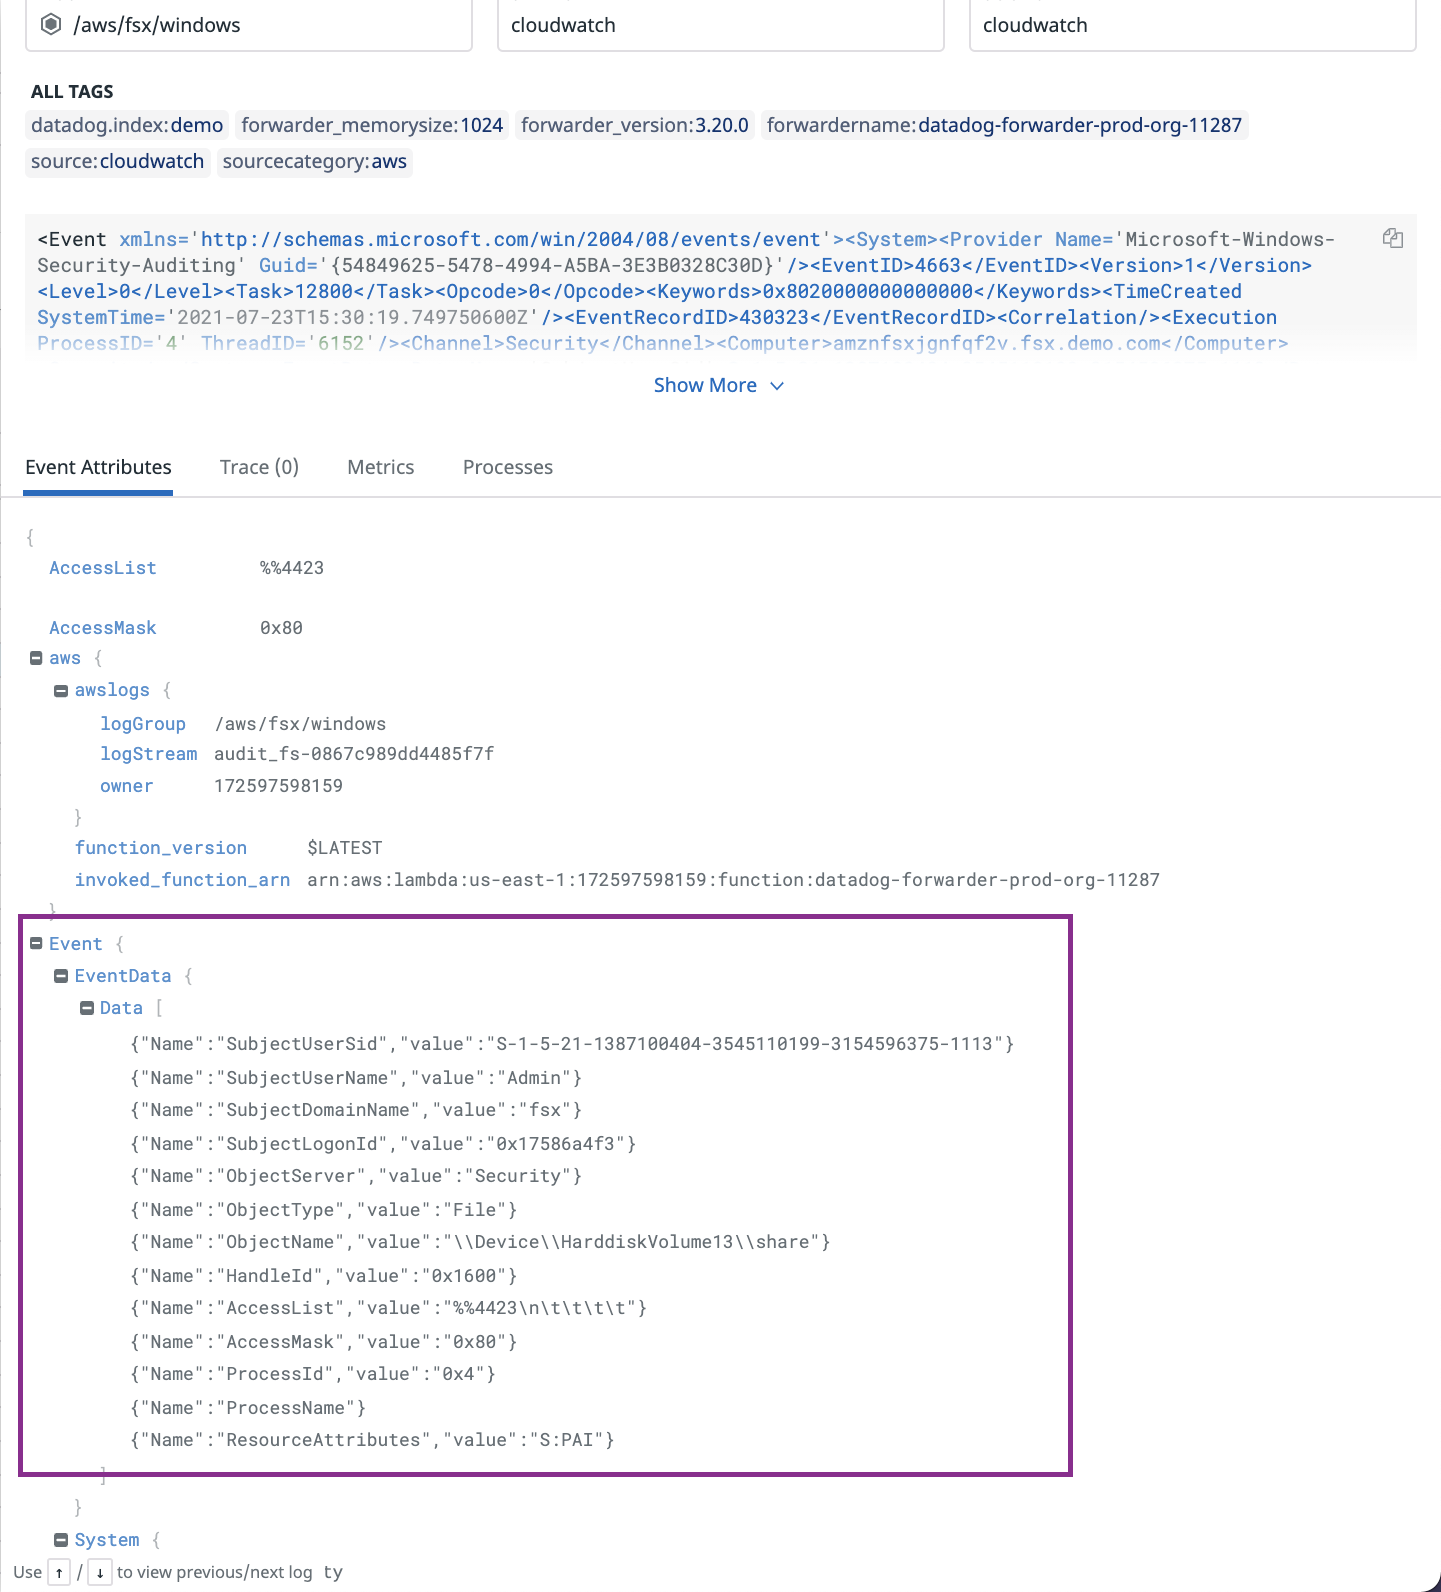 /aws/fsx/windows cloudwatch cloudwatch
ALL TAGS
datadog.index:demo forwarder_memorysize:1024 forwarder_version:3.20.0 forwardername:datadog-forwarder-prod-org-11287
source:cloudwatch sourcecategory:aws
<Event xmlns='http://schemas.microsoft.com/win/2004/08/events/event'><System><Provider Name='Microsoft-Windows-
Security-Auditing' Guid='{54849625-5478-4994-A5BA-3E3B0328C30D}'/><EventID>4663</EventID><Version>1</Version>
<Level>0</Level><Task>12800</Task><Opcode>0</Opcode><Keywords>0x8020000000000000</Keywords><TimeCreated
SystemTime='2021-07-23T15:30:19.749750600Z'/><EventRecordID>430323</EventRecordID><Correlation/><Execution
ProcessID='4' ThreadID='6152'/><Channel>Security</Channel><Computer>amznfsxjgnfqf2v.fsx.demo.com</Computer>
Show More
Event Attributes Trace (0) Metrics Processes
{
AccessList %%4423
AccessMask 0x80
aws {
awslogs {
logGroup /aws/fsx/windows
logStream audit_fs-0867c989dd4485f7f
owner 172597598159
}
function_version $LATEST
invoked_function_arn arn:aws:lambda:us-east-1:172597598159:function:datadog-forwarder-prod-org-11287
}
Event {
EventData {
Data [
{"Name":"SubjectUserSid","value":"S-1-5-21-1387100404-3545110199-3154596375-1113"}
{"Name":"SubjectUserName","value":"Admin"}
{"Name":"SubjectDomainName","value":"fsx"}
{"Name":"SubjectLogonId","value":"0x17586a4f3"}
{"Name":"ObjectServer","value":"Security"}
{"Name":"ObjectType","value":"File"}
{"Name":"ObjectName","value":"\\Device\\HarddiskVolume13\\share"}
{"Name":"HandleId","value":"0x1600"}
{"Name":"AccessList","value":"%%4423\n\t\t\t\t"}
{"Name":"AccessMask","value":"0x80"}
{"Name":"ProcessId","value":"0x4"}
{"Name":"ProcessName"}
{"Name":"ResourceAttributes","value":"S:PAI"}
]
}
System {
Use ↑ / ↓ to view previous/next log ty